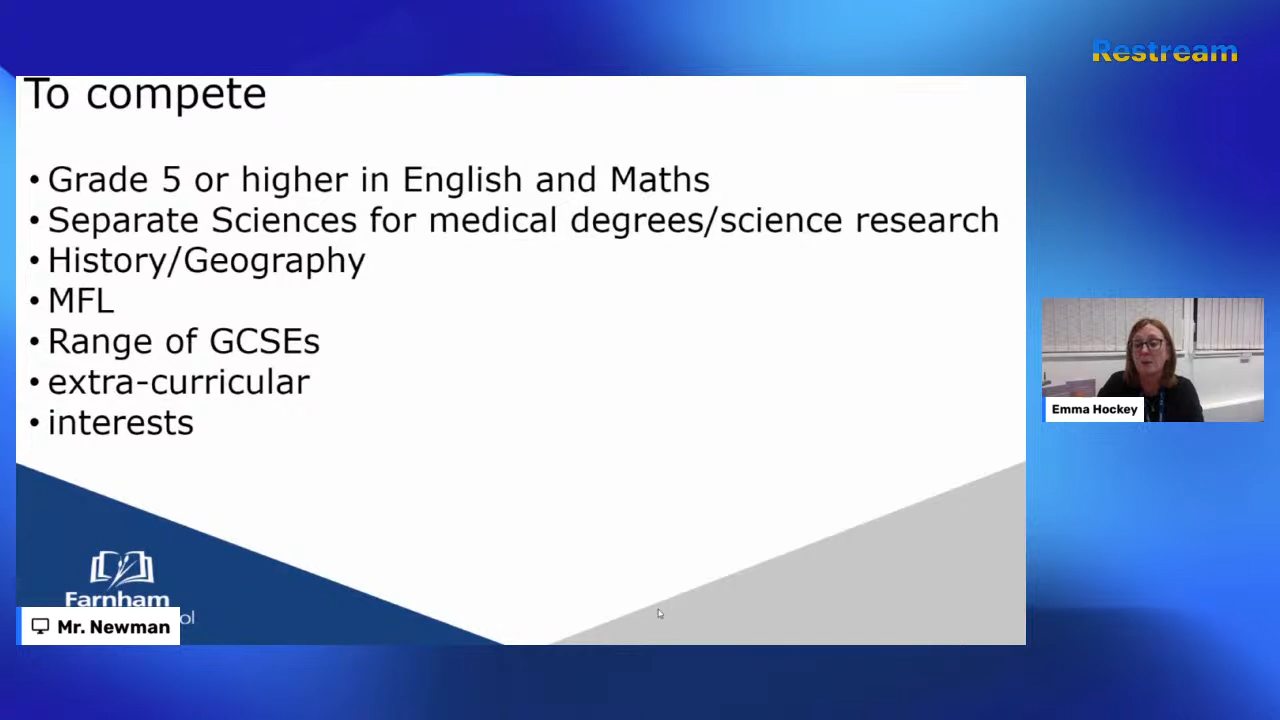 Restream
To compete
• Grade 5 or higher in English and Maths
• Separate Sciences for medical degrees/science research
• History/Geography
• MFL
• Range of GCSEs
• extra-curricular
• interests
Emma Hockey
Farnham
Mr. Newman